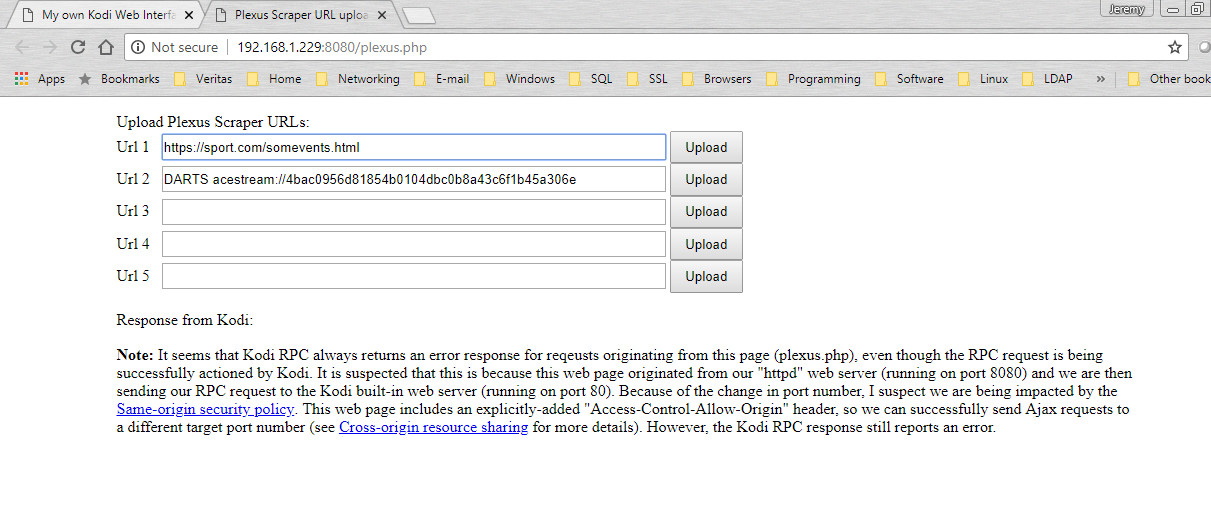 My own Kodi Web Interfa
Plexus Scraper URL uploa
Jeremy
Not secure 192.168.1.229:8080/plexus.php
Apps Bookmarks Veritas Home Networking E-mail Windows SQL SSL Browsers Programming Software Linux LDAP » Other book
Upload Plexus Scraper URLs:
Url 1 https://sport.com/somevents.html Upload
Url 2 DARTS acestream://4bac0956d81854b0104dbc0b8a43c6f1b45a306e Upload
Url 3 Upload
Url 4 Upload
Url 5 Upload
Response from Kodi:
Note: It seems that Kodi RPC always returns an error response for reqeusts originating from this page (plexus.php), even though the RPC request is being
successfully actioned by Kodi. It is suspected that this is because this web page originated from our "httpd" web server (running on port 8080) and we are then
sending our RPC request to the Kodi built-in web server (running on port 80). Because of the change in port number, I suspect we are being impacted by the
Same-origin security policy. This web page includes an explicitly-added "Access-Control-Allow-Origin" header, so we can successfully send Ajax requests to
a different target port number (see Cross-origin resource sharing for more details). However, the Kodi RPC response still reports an error.